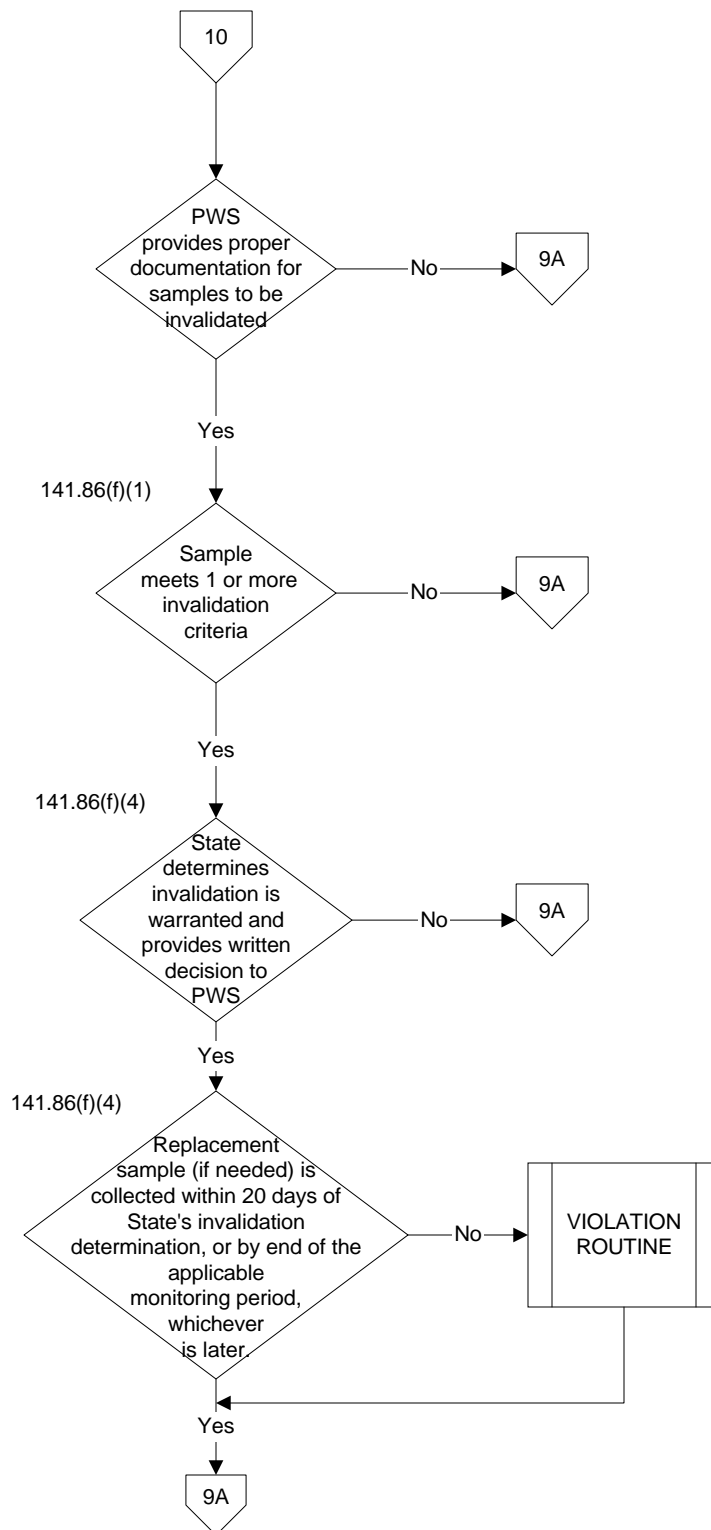 10
PWS
provides proper
documentation for
samples to be
invalidated
No
9A
Yes
141.86(f)(1)
Sample
meets 1 or more
invalidation
criteria
No
9A
Yes
141.86(f)(4)
State
determines
invalidation is
warranted and
provides written
decision to
PWS
No
9A
Yes
141.86(f)(4)
Replacement
sample (if needed) is
collected within 20 days of
State's invalidation
determination, or by end of the
applicable
monitoring period,
whichever
is later.
No
VIOLATION
ROUTINE
Yes
9A